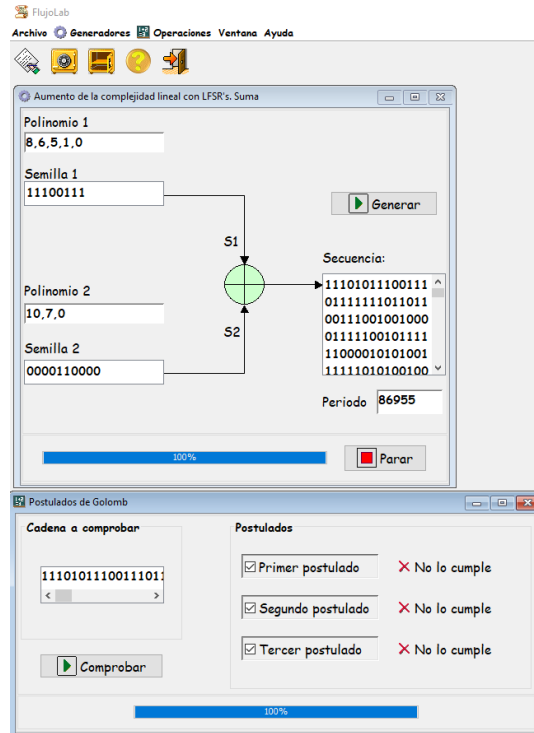 FlujoLab
Archivo Generadores Operaciones Ventana Ayuda
Aumento de la complejidad lineal con LFSR's. Suma
Polinomio 1
8,6,5,1,0
Semilla 1
11100111
Generar
S1
Secuencia:
11101011100111
01111111011011
00111001001000
01111100101111
11000010101001
11111010100100
Polinomio 2
10,7,0
S2
Semilla 2
0000110000
Periodo 86955
100%
Parar
Postulados de Golomb
Cadena a comprobar
11101011100111011
Comprobar
Postulados
Primer postulado No lo cumple
Segundo postulado No lo cumple
Tercer postulado No lo cumple
100%